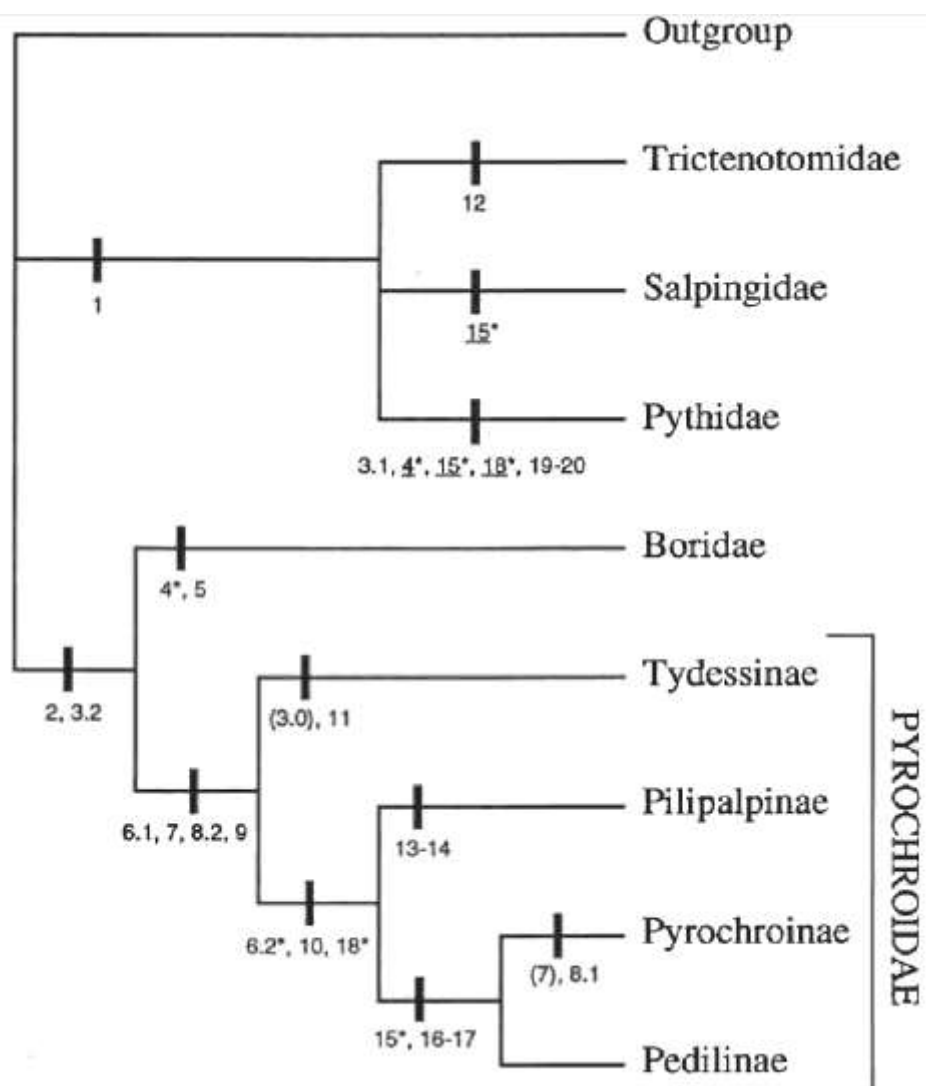 Outgroup
Trictenotomidae
12
1
Salpingidae
15*
Pythidae
3.1, 4*, 15*, 18*, 19-20
Boridae
4*, 5
Tydessinae
2, 3.2
(3.0), 11
PYROCHROIDAE
Pilipalpinae
6.1, 7, 8.2, 9
13-14
Pyrochroinae
6.2*, 10, 18*
(7), 8.1
15*, 16-17
Pedilinae